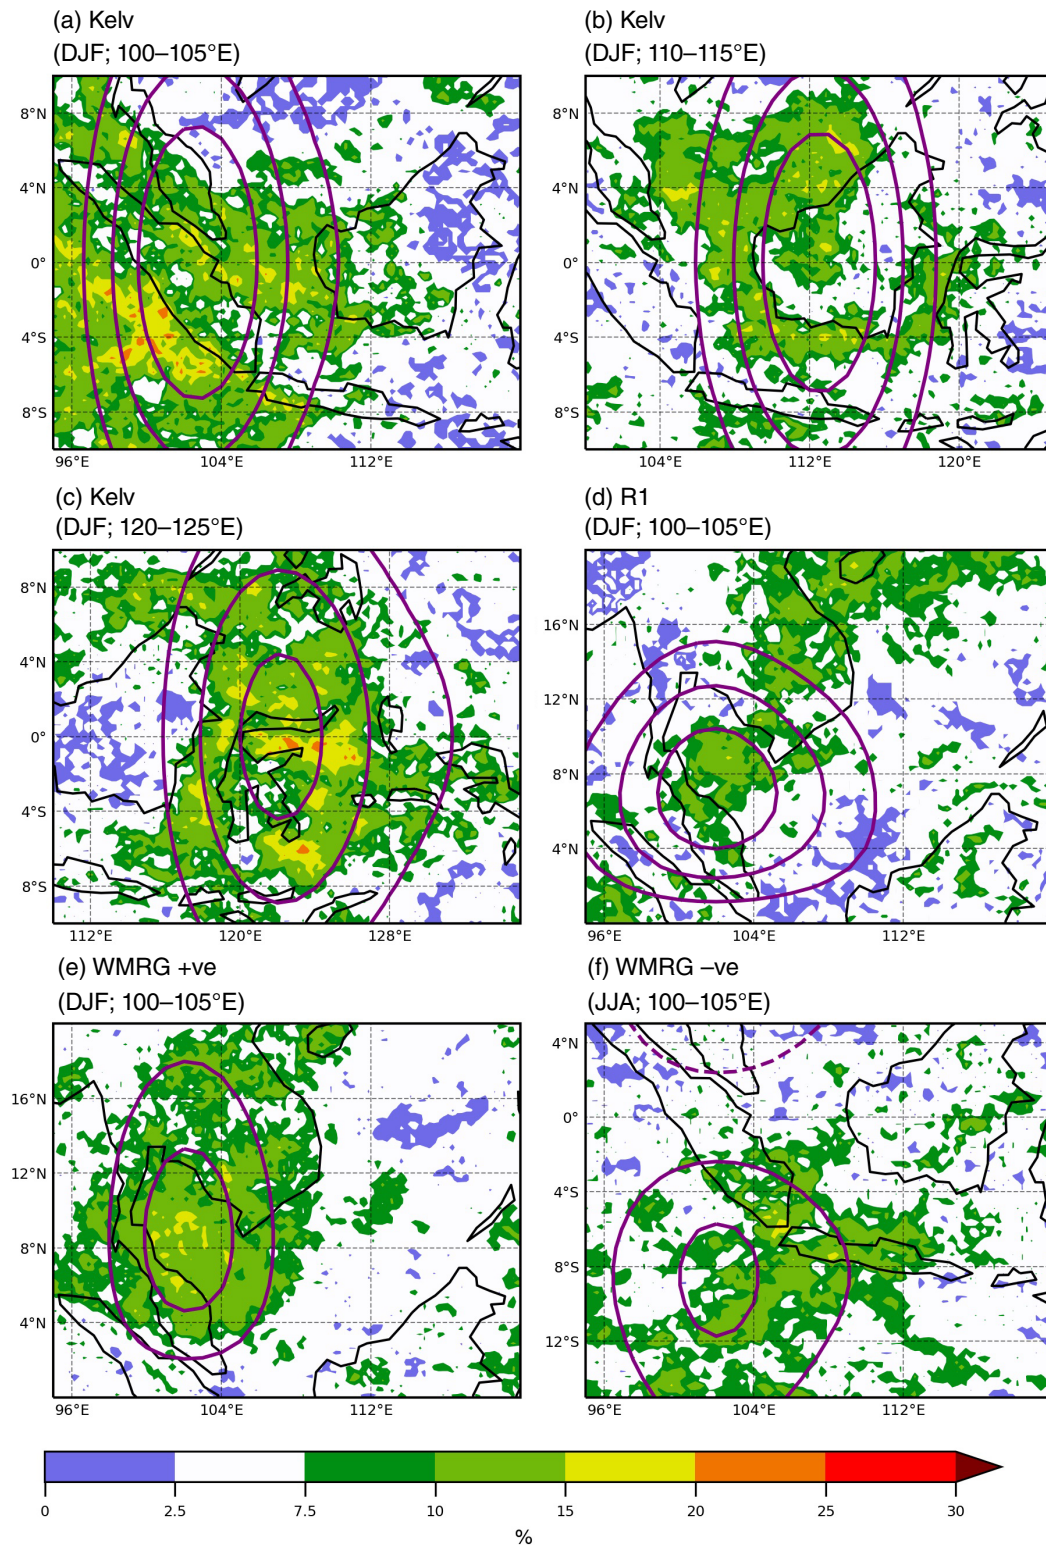 (a) Kelv
(DJF; 100–105°E)
(b) Kelv
(DJF; 110–115°E)
8°N
4°N
0°
4°S
8°S
96°E
104°E
112°E
8°N
4°N
0°
4°S
8°S
104°E
112°E
120°E
(c) Kelv
(DJF; 120–125°E)
(d) R1
(DJF; 100–105°E)
8°N
4°N
0°
4°S
8°S
112°E
120°E
128°E
16°N
12°N
8°N
4°N
96°E
104°E
112°E
(e) WMRG +ve
(DJF; 100–105°E)
(f) WMRG –ve
(JJA; 100–105°E)
16°N
12°N
8°N
4°N
96°E
104°E
112°E
4°N
0°
4°S
8°S
12°S
96°E
104°E
112°E
0
2.5
7.5
10
15
20
25
30
%